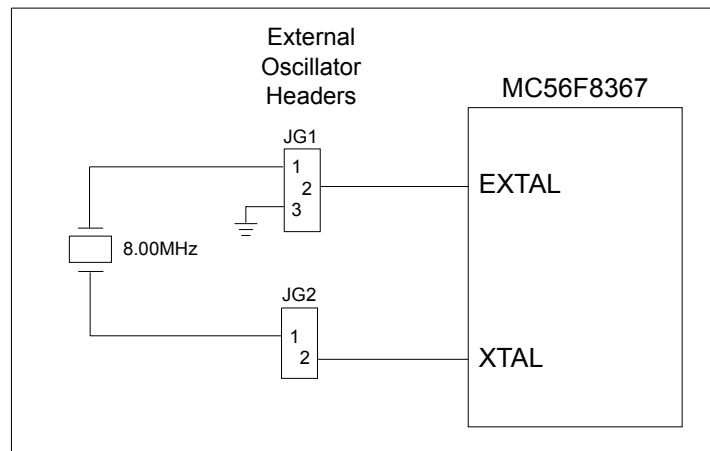 External
Oscillator
Headers
MC56F8367
JG1
1
2
3
EXTAL
8.00MHz
JG2
1
2
XTAL